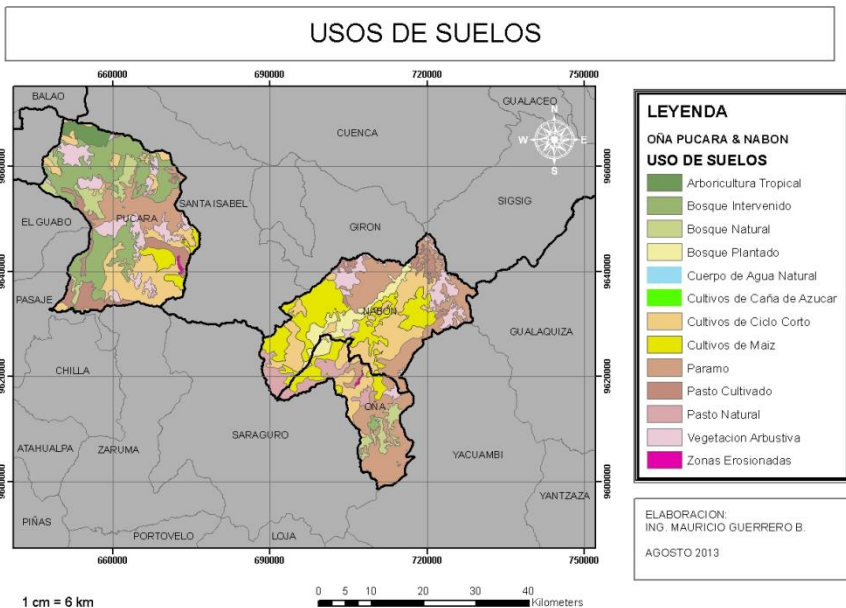 USOS DE SUELOS
660000 690000 720000 750000
BALAO
GUALACEO
N
CUENCA
W E
S
9660000 9660000
SANTA ISABEL
SIGSIG
EL GUABO
PUCARA
GIRON
9640000 9640000
PASAJE
NABON
GUALAQUIZA
CHILLA
9620000 9620000
OÑA
SARAGURO
ATAHUALPA
ZARUMA
YACUAMBI
9600000 9600000
YANTZAZA
PIÑAS
PORTOVELO
LOJA
660000 690000 720000 750000
1 cm = 6 km
0 5 10 20 30 40
Kilometers
LEYENDA
OÑA PUCARA & NABON
USO DE SUELOS
Arboricultura Tropical
Bosque Intervenido
Bosque Natural
Bosque Plantado
Cuerpo de Agua Natural
Cultivos de Caña de Azucar
Cultivos de Ciclo Corto
Cultivos de Maiz
Paramo
Pasto Cultivado
Pasto Natural
Vegetacion Arbustiva
Zonas Erosionadas
ELABORACION:
ING. MAURICIO GUERRERO B.
AGOSTO 2013